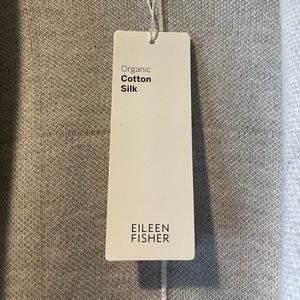 Organic
Cotton
Silk
EILEEN
FISHER